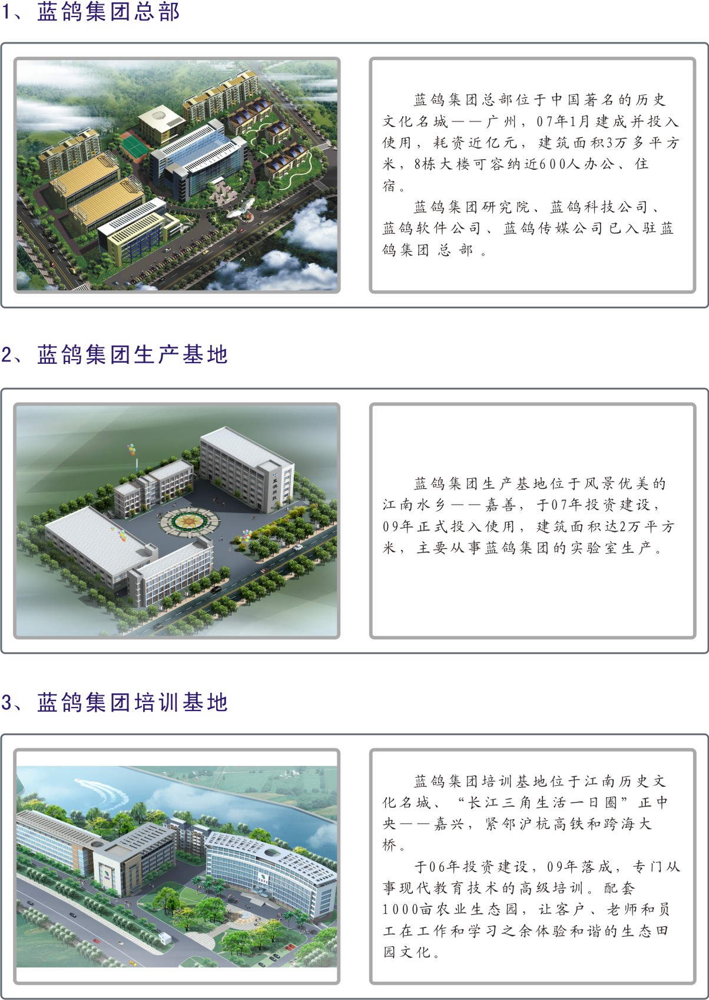 1、蓝鸽集团总部
蓝鸽集团总部位于中国著名的历史
文化名城——广州，07年1月建成并投入
使用，耗资近亿元，建筑面积3万多平方
米，8栋大楼可容纳近600人办公、住
宿。
蓝鸽集团研究院、蓝鸽科技公司、
蓝鸽软件公司、蓝鸽传媒公司已入驻蓝
鸽集团总部。
2、蓝鸽集团生产基地
蓝鸽科技
蓝鸽集团生产基地位于风景优美的
江南水乡——嘉善，于07年投资建设，
09年正式投入使用，建筑面积达2万平方
米，主要从事蓝鸽集团的实验室生产。
3、蓝鸽集团培训基地
蓝鸽集团培训基地位于江南历史文
化名城、“长江三角生活一日圈”正中
央——嘉兴，紧邻沪杭高铁和跨海大
桥。
于06年投资建设，09年落成，专门从
事现代教育技术的高级培训。配套
1000亩农业生态园，让客户、老师和员
工在工作和学习之余体验和谐的生态田
园文化。